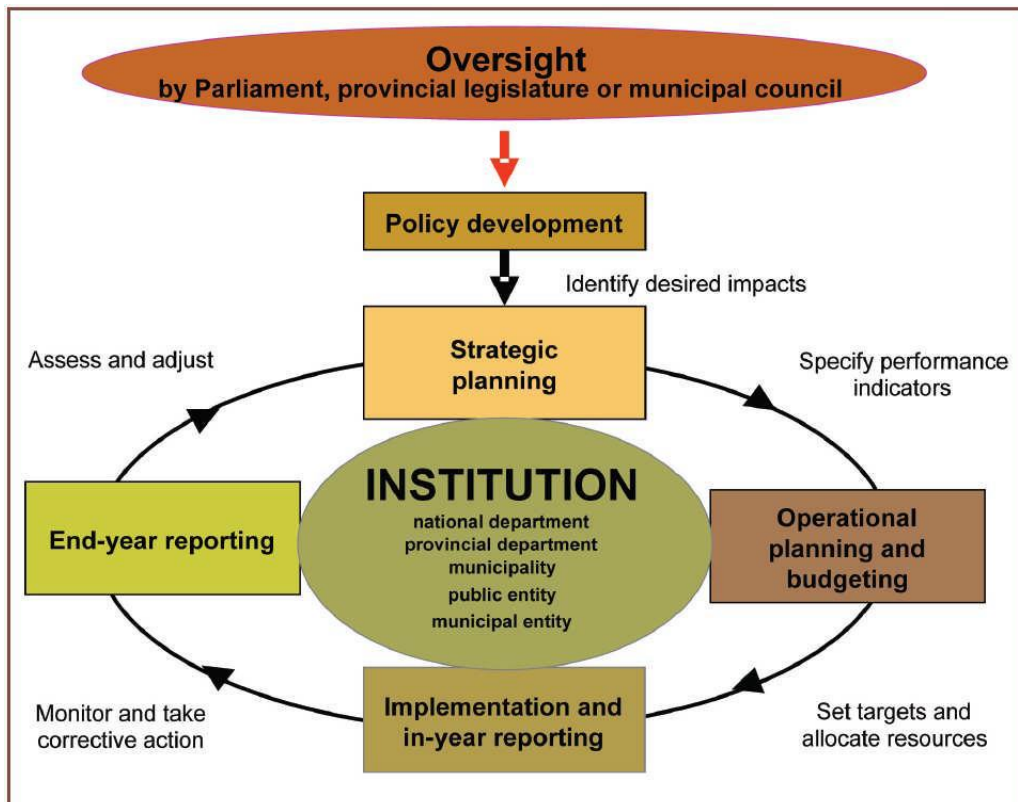 Oversight
by Parliament, provincial legislature or municipal council
Policy development
Identify desired impacts
Strategic
planning
Assess and adjust
Specify performance
indicators
INSTITUTION
national department
provincial department
municipality
public entity
municipal entity
End-year reporting
Operational
planning and
budgeting
Implementation and
in-year reporting
Monitor and take
corrective action
Set targets and
allocate resources